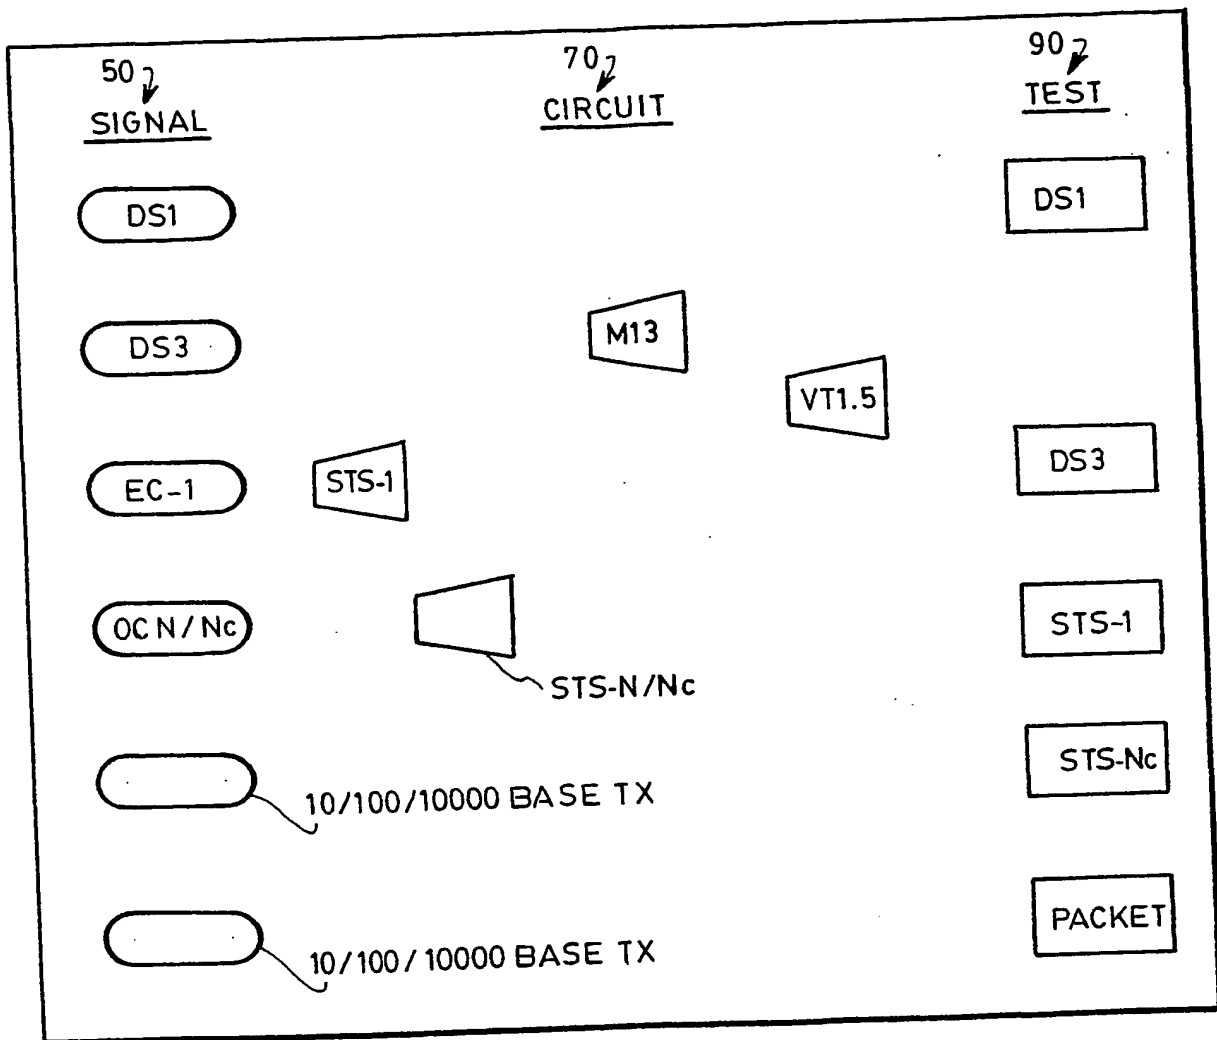 50
SIGNAL
70
CIRCUIT
90
TEST
DS1
DS1
DS3
M13
VT1.5
DS3
EC-1
STS-1
OC N/Nc
STS-N/Nc
STS-1
10/100/10000 BASE TX
STS-Nc
10/100/10000 BASE TX
PACKET